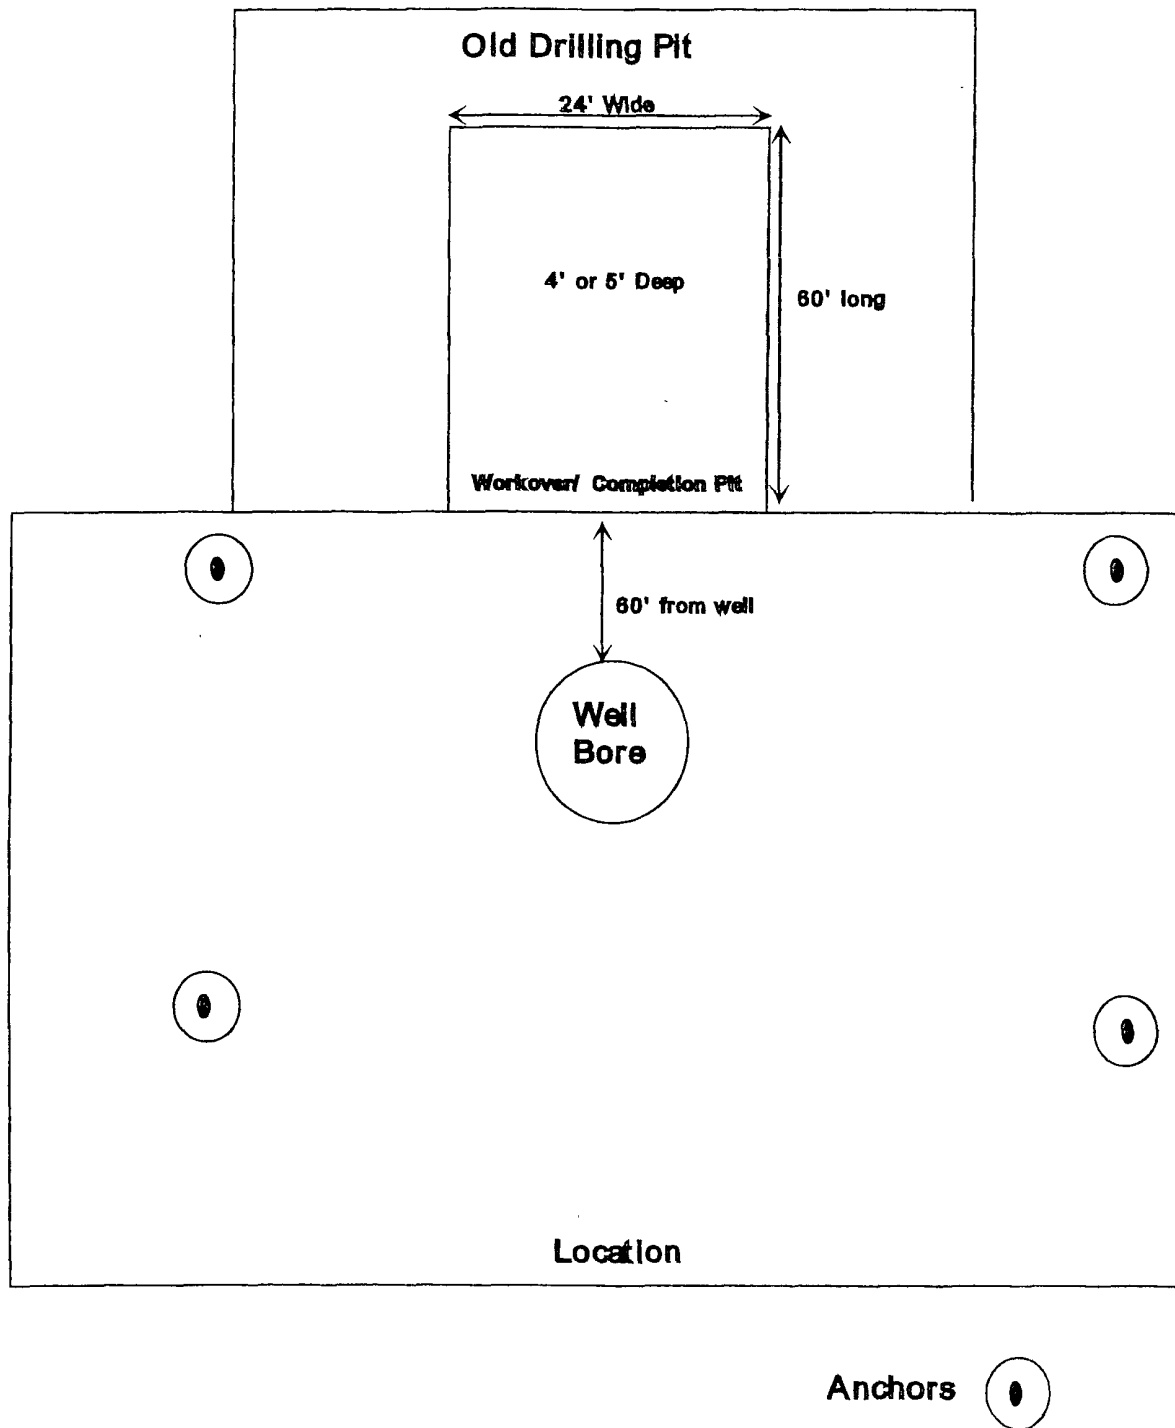 Old Drilling Pit
24' Wide
4' or 5' Deep
60' long
Workover/ Completion Pit
60' from well
Well
Bore
Location
Anchors